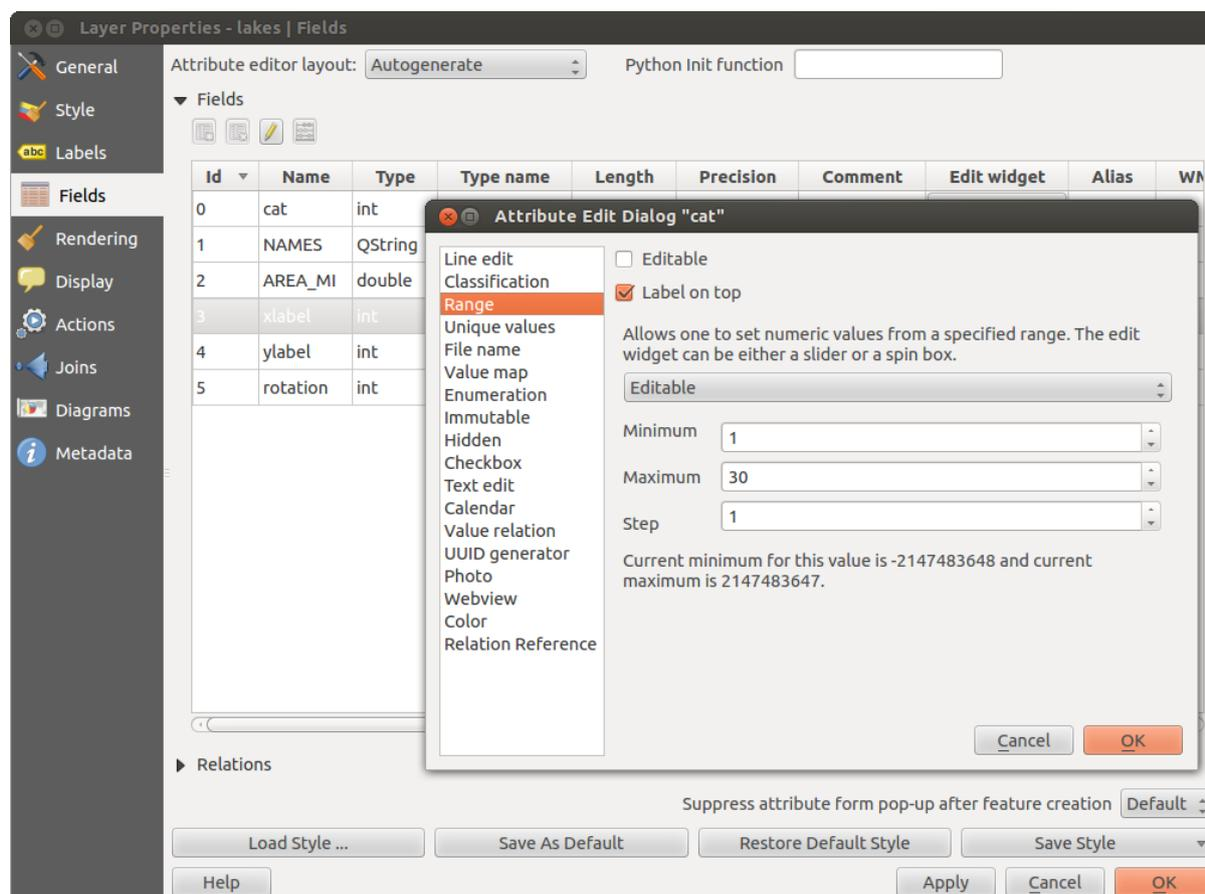 Layer Properties - lakes | Fields
General
Style
abc Labels
Fields
Rendering
Display
Actions
Joins
Diagrams
Metadata
Attribute editor layout: Autogenerate Python Init function
Fields
Id Name Type Type name Length Precision Comment Edit widget Alias
0 cat int
1 NAMES QString
2 AREA_MI double
3 xlabel int
4 ylabel int
5 rotation int
Attribute Edit Dialog "cat"
Line edit
Classification
Range
Unique values
File name
Value map
Enumeration
Immutable
Hidden
Checkbox
Text edit
Calendar
Value relation
UUID generator
Photo
Webview
Color
Relation Reference
Editable
Label on top
Allows one to set numeric values from a specified range. The edit
widget can be either a slider or a spin box.
Editable
Minimum 1
Maximum 30
Step 1
Current minimum for this value is -2147483648 and current
maximum is 2147483647.
Cancel OK
Relations
Suppress attribute form pop-up after feature creation Default
Load Style ... Save As Default Restore Default Style Save Style
Help Apply Cancel OK